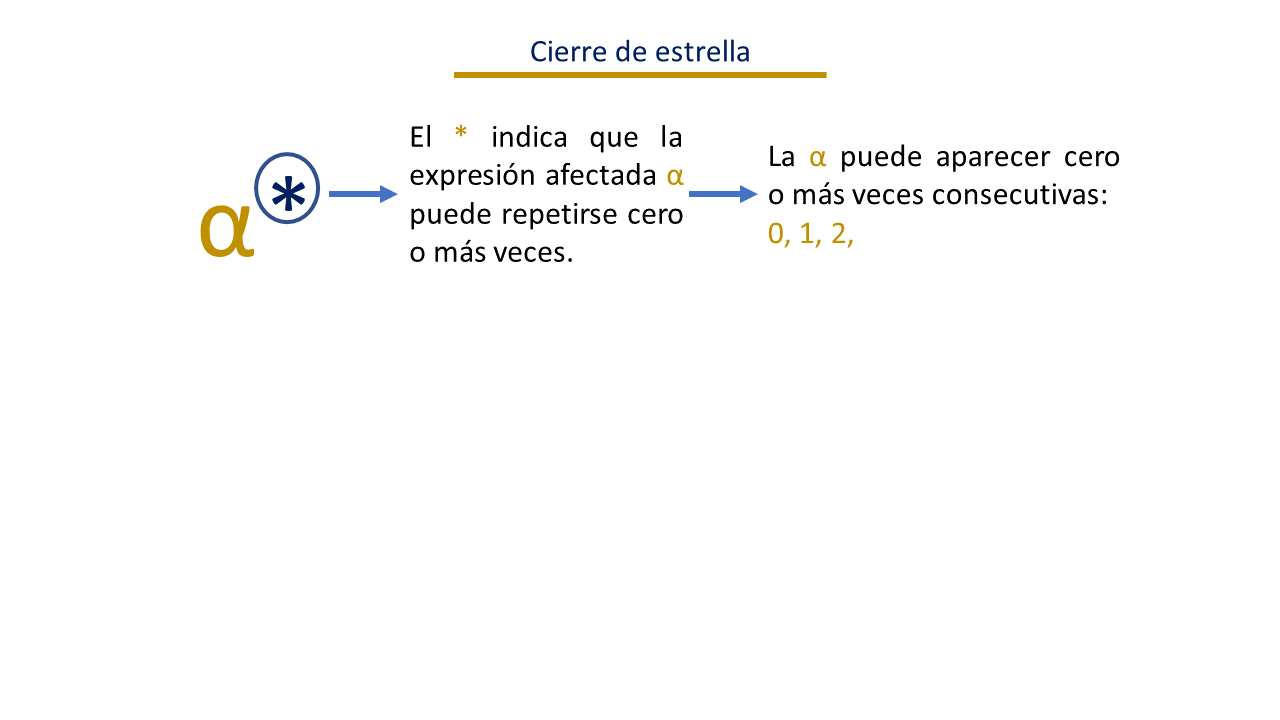 Cierre de estrella
α*
El * indica que la
expresión afectada α
puede repetirse cero
o más veces.
La α puede aparecer cero
o más veces consecutivas:
0, 1, 2,